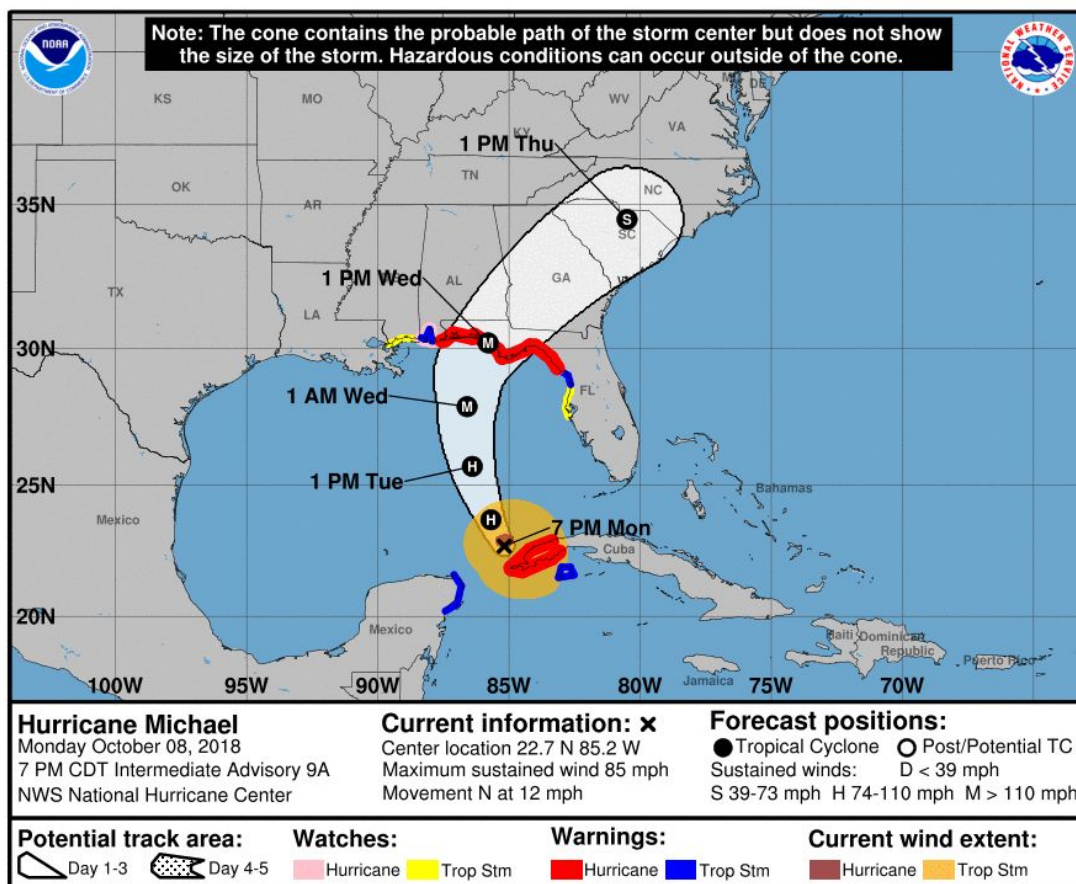 Note: The cone contains the probable path of the storm center but does not show
the size of the storm. Hazardous conditions can occur outside of the cone.
NOAA
NATIONAL WEATHER SERVICE
KS
MO
WV
DE
KY
VA
1 PM Thu
TN
NC
OK
AR
35N
S
SC
1 PM Wed
AL
GA
TX
LA
30N
M
1 AM Wed
M
FL
1 PM Tue
H
25N
Bahamas
Mexico
H
7 PM Mon
Cuba
20N
Mexico
Haiti
Dominican
Republic
Puerto Rico
Jamaica
100W 95W 90W 85W 80W 75W 70W
Hurricane Michael
Monday October 08, 2018
7 PM CDT Intermediate Advisory 9A
NWS National Hurricane Center
Current information: ×
Center location 22.7 N 85.2 W
Maximum sustained wind 85 mph
Movement N at 12 mph
Forecast positions:
Tropical Cyclone Post/Potential TC
Sustained winds: D < 39 mph
S 39-73 mph H 74-110 mph M > 110 mph
Potential track area:
Day 1-3 Day 4-5
Watches:
Hurricane Trop Stm
Warnings:
Hurricane Trop Stm
Current wind extent:
Hurricane Trop Stm